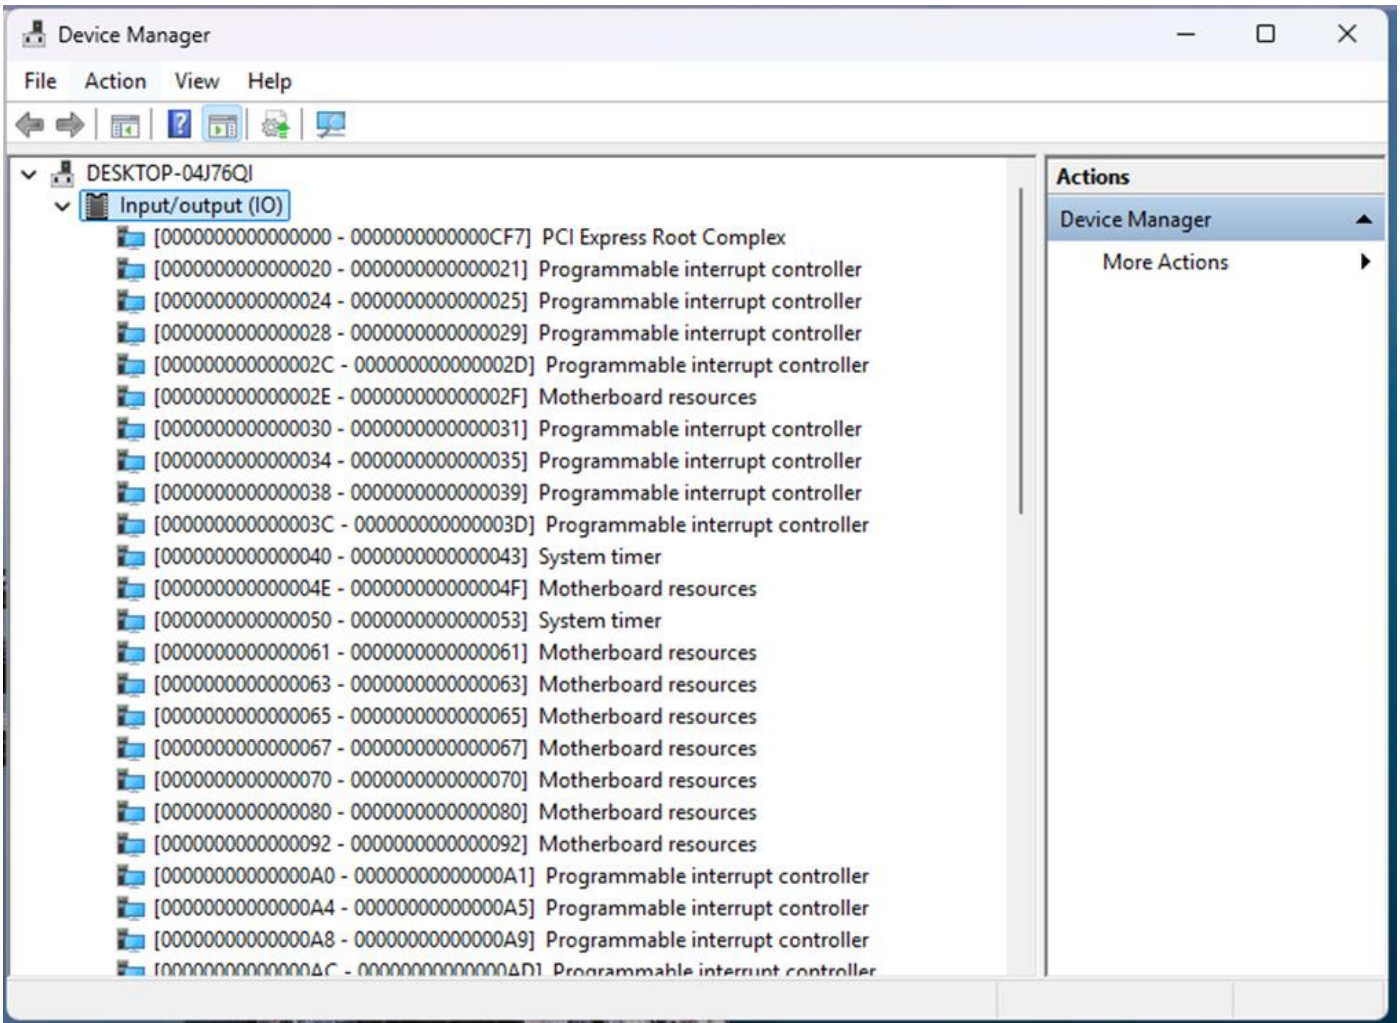 Device Manager
File Action View Help
DESKTOP-04J76QI
Input/output (IO)
[0000000000000000 - 0000000000000CF7] PCI Express Root Complex
[0000000000000020 - 0000000000000021] Programmable interrupt controller
[0000000000000024 - 0000000000000025] Programmable interrupt controller
[0000000000000028 - 0000000000000029] Programmable interrupt controller
[000000000000002C - 000000000000002D] Programmable interrupt controller
[000000000000002E - 000000000000002F] Motherboard resources
[0000000000000030 - 0000000000000031] Programmable interrupt controller
[0000000000000034 - 0000000000000035] Programmable interrupt controller
[0000000000000038 - 0000000000000039] Programmable interrupt controller
[000000000000003C - 000000000000003D] Programmable interrupt controller
[0000000000000040 - 0000000000000043] System timer
[000000000000004E - 000000000000004F] Motherboard resources
[0000000000000050 - 0000000000000053] System timer
[0000000000000061 - 0000000000000061] Motherboard resources
[0000000000000063 - 0000000000000063] Motherboard resources
[0000000000000065 - 0000000000000065] Motherboard resources
[0000000000000067 - 0000000000000067] Motherboard resources
[0000000000000070 - 0000000000000070] Motherboard resources
[0000000000000080 - 0000000000000080] Motherboard resources
[0000000000000092 - 0000000000000092] Motherboard resources
[00000000000000A0 - 00000000000000A1] Programmable interrupt controller
[00000000000000A4 - 00000000000000A5] Programmable interrupt controller
[00000000000000A8 - 00000000000000A9] Programmable interrupt controller
[00000000000000AC - 00000000000000AD] Programmable interrupt controller
Actions
Device Manager
More Actions